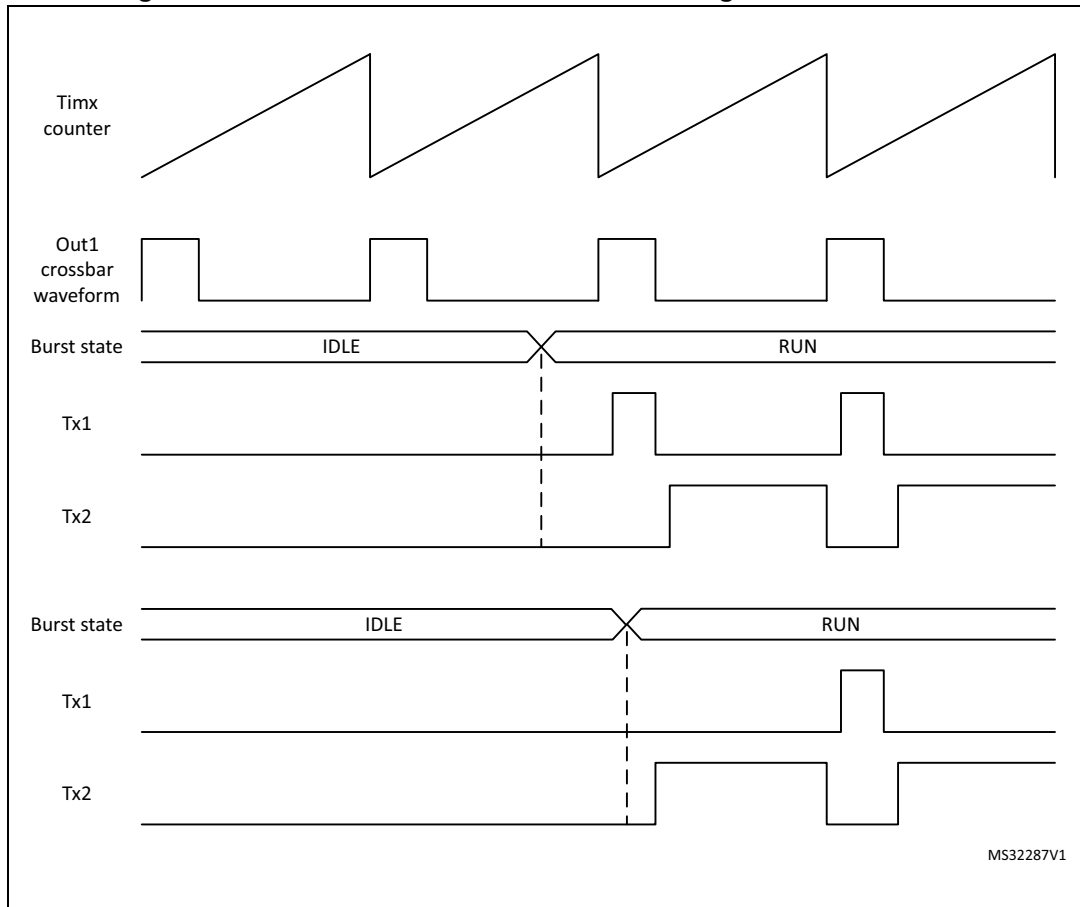 Timx
counter
Out1
crossbar
waveform
Burst state
IDLE
RUN
Tx1
Tx2
Burst state
IDLE
RUN
Tx1
Tx2
MS32287V1